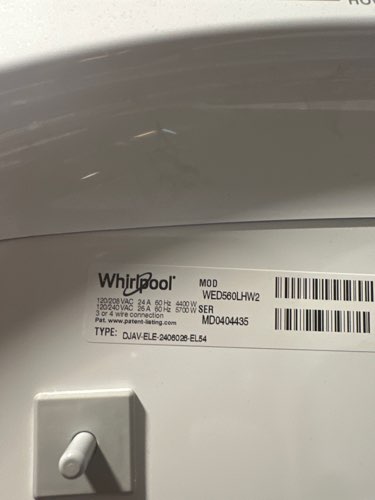 Whirlpool®
MOD
WED560LHW2
120/208 VAC 24 A 60 Hz 4400 W
120/240 VAC 26 A 60 Hz 5700 W
3 or 4 wire connection
Pat. www.patent-listing.com
SER
MD0404435
TYPE: DJAV-ELE-2406026-EL54